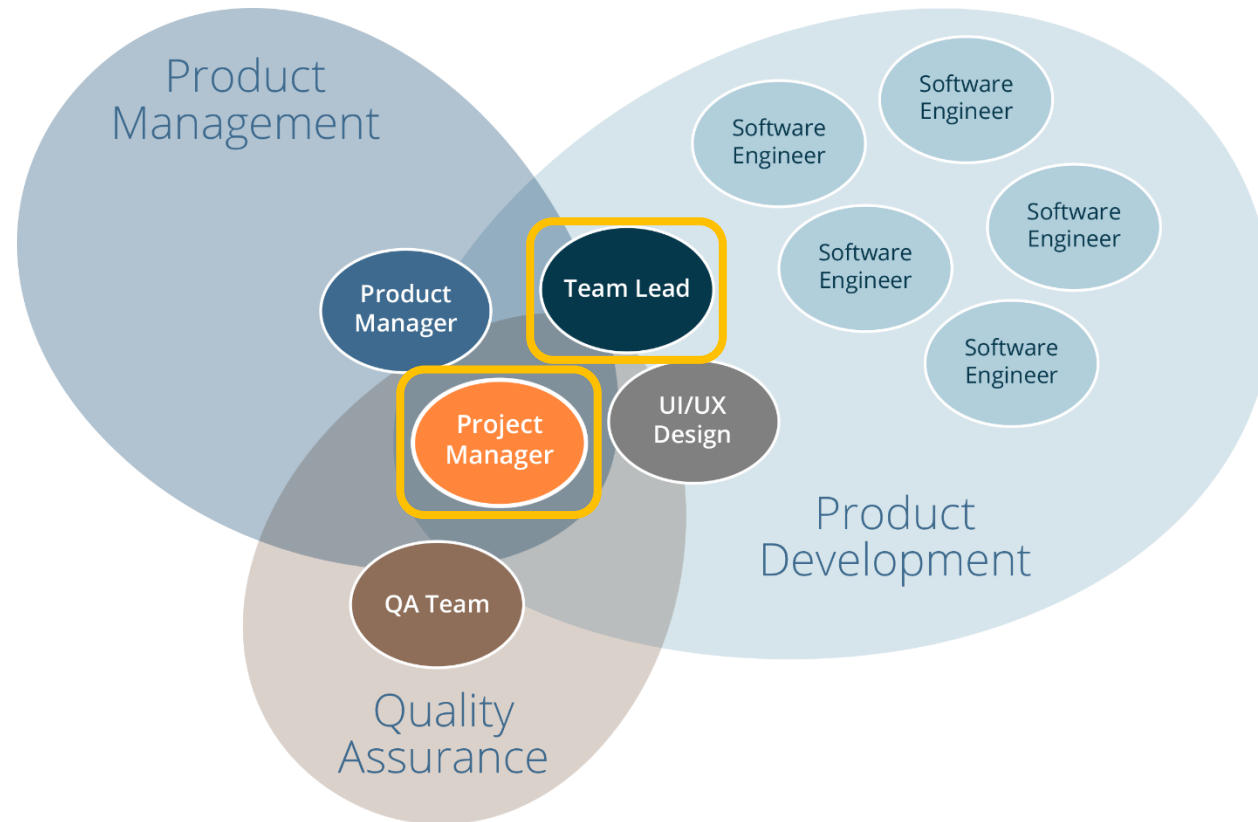 Product
Management
Software
Engineer
Software
Engineer
Software
Engineer
Software
Engineer
Software
Engineer
Product
Manager
Team Lead
Project
Manager
UI/UX
Design
Product
Development
QA Team
Quality
Assurance